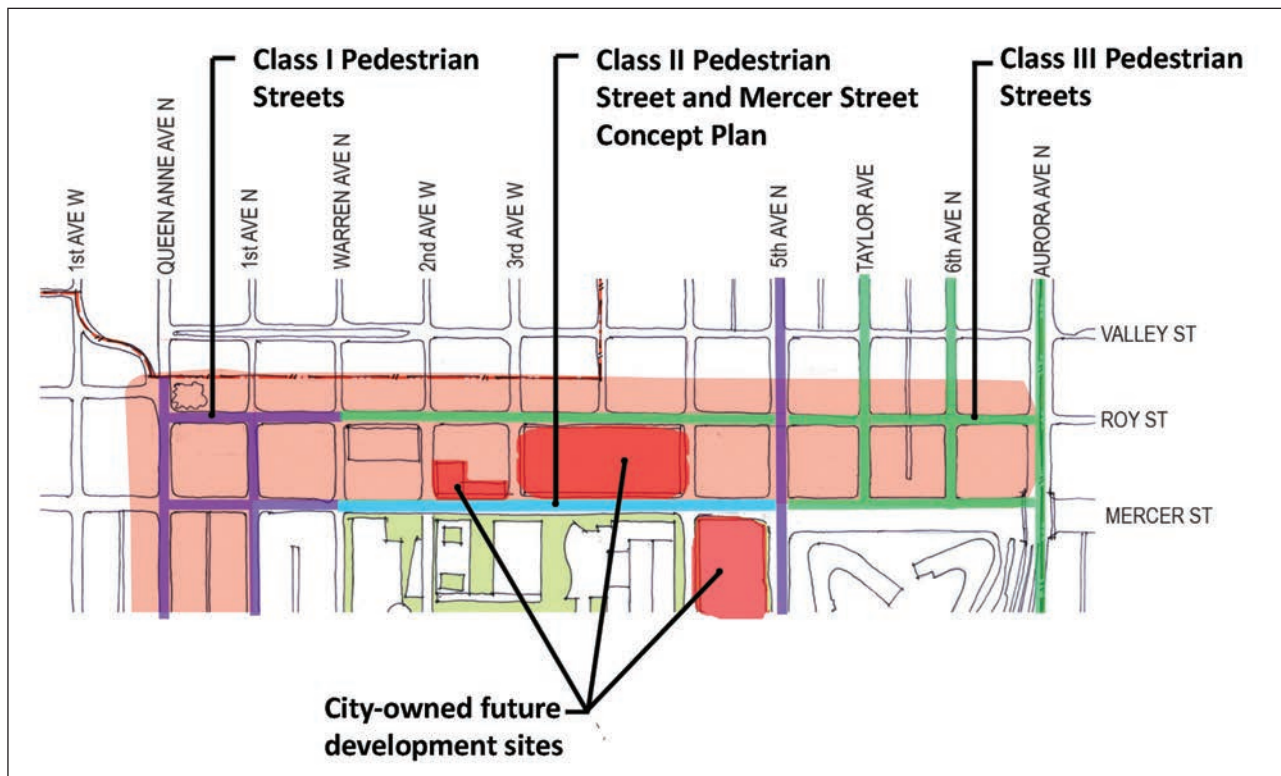 Class I Pedestrian
Streets
Class II Pedestrian
Street and Mercer Street
Concept Plan
Class III Pedestrian
Streets
1st AVE W
QUEEN ANNE AVE N
1st AVE N
WARREN AVE N
2nd AVE W
3rd AVE W
5th AVE N
TAYLOR AVE
6th AVE N
AURORA AVE N
VALLEY ST
ROY ST
MERCER ST
City-owned future
development sites